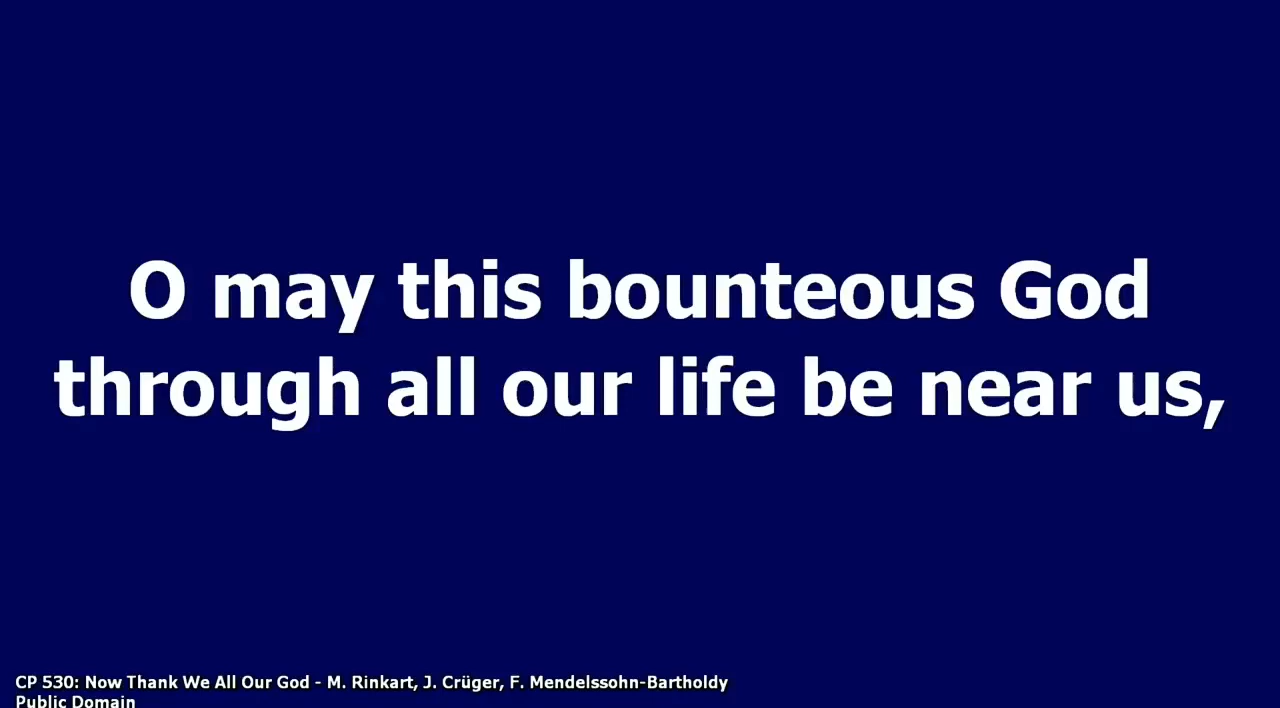 O may this bounteous God
through all our life be near us,
CP 530: Now Thank We All Our God - M. Rinkart, J. Crüger, F. Mendelssohn-Bartholdy
Public Domain